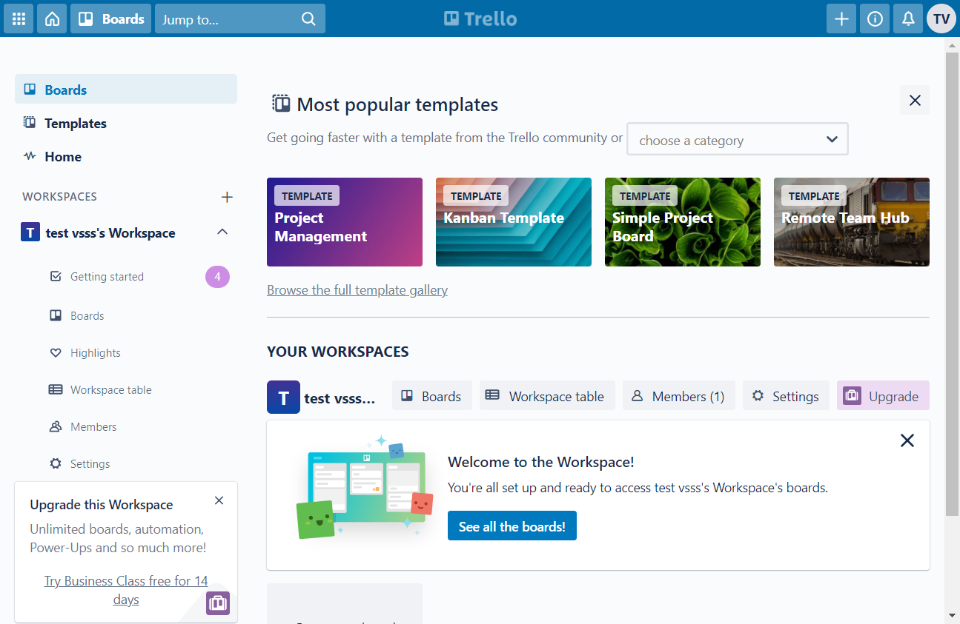 Boards
Jump to...
Trello
TV
Boards
Templates
Home
WORKSPACES
T test vsss's Workspace
Getting started
4
Boards
Highlights
Workspace table
Members
Settings
Upgrade this Workspace
Unlimited boards, automation,
Power-Ups and so much more!
Try Business Class free for 14
days
Most popular templates
Get going faster with a template from the Trello community or
choose a category
TEMPLATE
Project
Management
TEMPLATE
Kanban Template
TEMPLATE
Simple Project
Board
TEMPLATE
Remote Team Hub
Browse the full template gallery
YOUR WORKSPACES
T test vsss...
Boards
Workspace table
Members (1)
Settings
Upgrade
Welcome to the Workspace!
You're all set up and ready to access test vsss's Workspace's boards.
See all the boards!